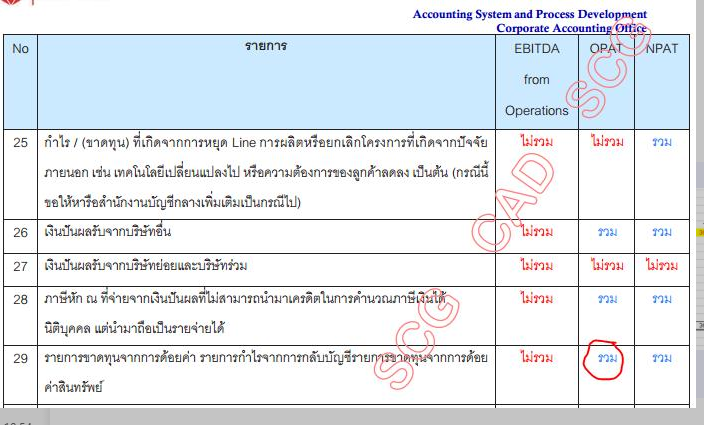 Accounting System and Process Development
Corporate Accounting Office
No รายการ EBITDA from Operations OPAT NPAT
25 กำไร / (ขาดทุน) ที่เกิดจากการหยุด Line การผลิตหรือยกเลิกโครงการที่เกิดจากปัจจัย ไม่รวม ไม่รวม รวม
ภายนอก เช่น เทคโนโลยีเปลี่ยนแปลงไป หรือความต้องการของลูกค้าลดลง เป็นต้น (กรณีนี้
ขอให้หารือสำนักงานบัญชีกลางเพิ่มเติมเป็นกรณีไป)
26 เงินปันผลรับจากบริษัทอื่น ไม่รวม รวม รวม
27 เงินปันผลรับจากบริษัทย่อยและบริษัทร่วม ไม่รวม ไม่รวม ไม่รวม
28 ภาษีหัก ณ ที่จ่ายจากเงินปันผลที่ไม่สามารถนำมาเครดิตในการคำนวณภาษีเงินได้ ไม่รวม รวม รวม
นิติบุคคล แต่นำมาถือเป็นรายจ่ายได้
29 รายการขาดทุนจากการด้อยค่า รายการกำไรจากการกลับบัญชีรายการขาดทุนจากการด้อย ไม่รวม รวม รวม
ค่าสินทรัพย์
SCG CAD SCG